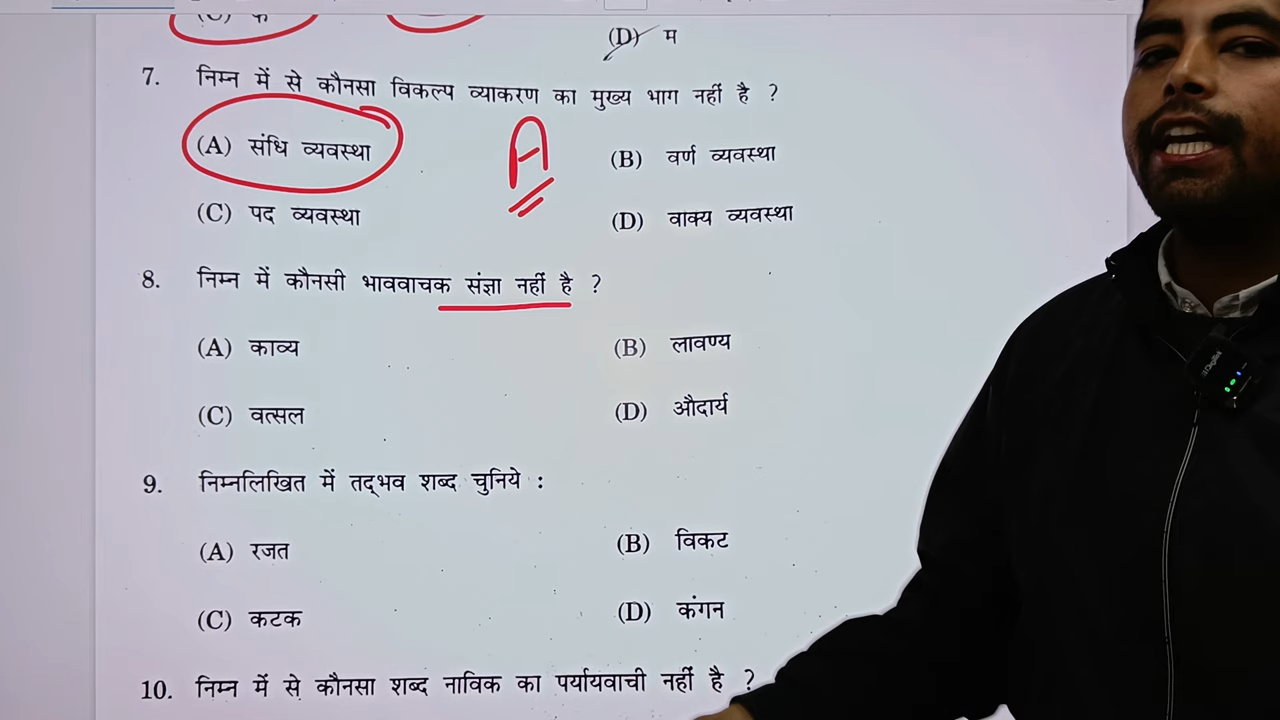 (D) म
7. निम्न में से कौनसा विकल्प व्याकरण का मुख्य भाग नहीं है ?
(A) संधि व्यवस्था
A
(B) वर्ण व्यवस्था
(C) पद व्यवस्था
(D) वाक्य व्यवस्था
8. निम्न में कौनसी भाववाचक संज्ञा नहीं है ?
(A) काव्य
(B) लावण्य
(C) वत्सल
(D) औदार्य
9. निम्नलिखित में तद्‌भव शब्द चुनिये :
(A) रजत
(B) विकट
(C) कटक
(D) कंगन
10. निम्न में से कौनसा शब्द नाविक का पर्यायवाची नहीं है ?